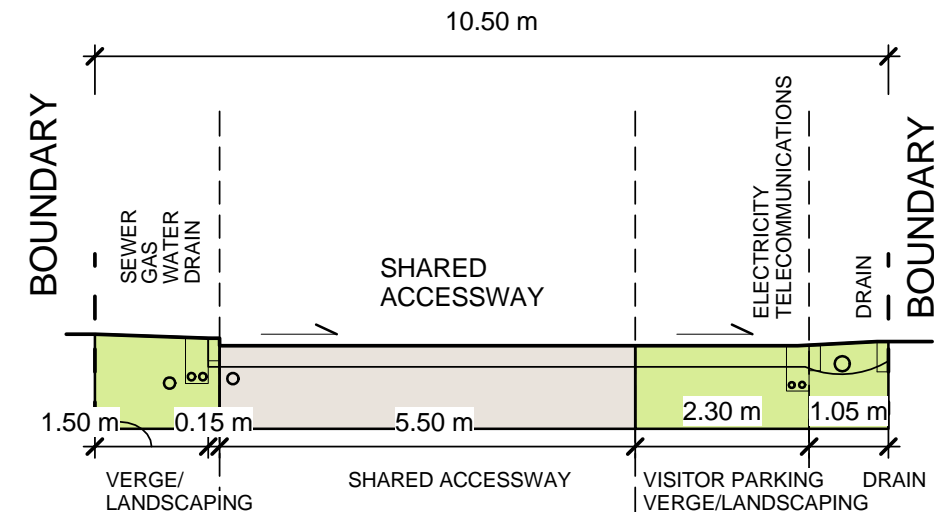 10.50 m
BOUNDARY
SEWER
GAS
WATER
DRAIN
SHARED
ACCESSWAY
ELECTRICITY
TELECOMMUNICATIONS
DRAIN
BOUNDARY
1.50 m
0.15 m
5.50 m
2.30 m
1.05 m
VERGE/
LANDSCAPING
SHARED ACCESSWAY
VISITOR PARKING
VERGE/LANDSCAPING
DRAIN